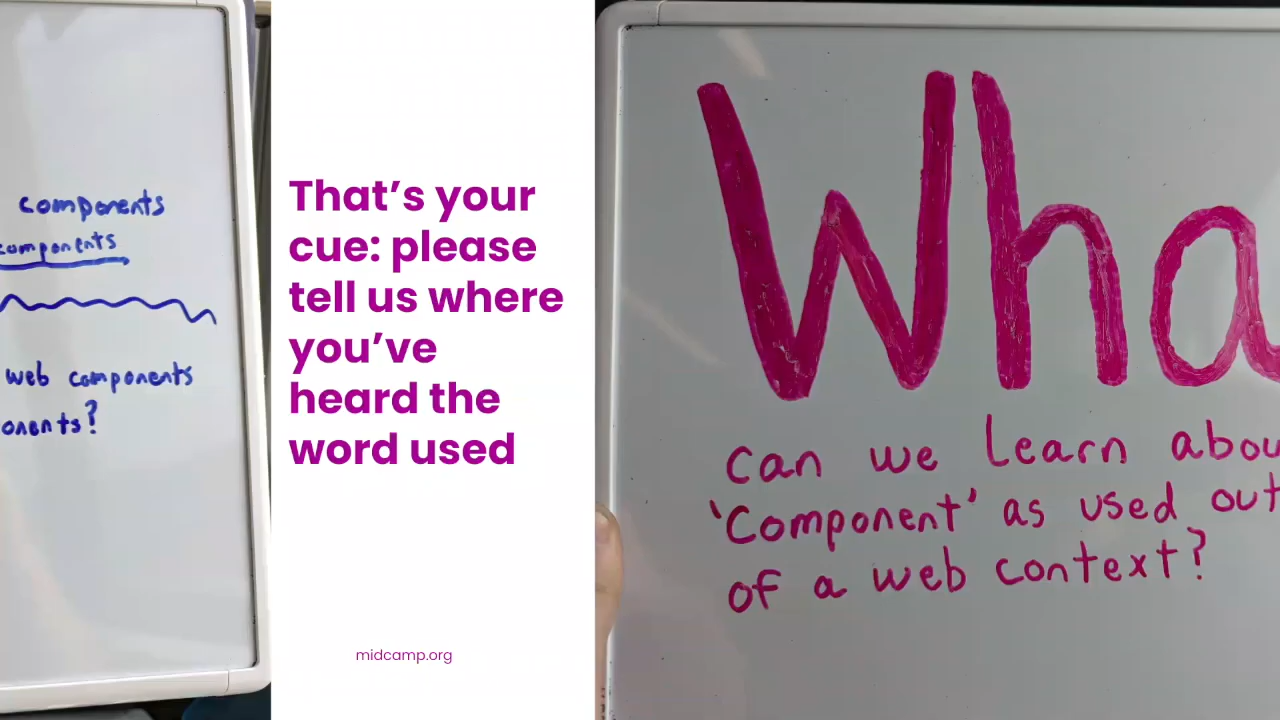 components
components
web components
onents?
That's your
cue: please
tell us where
you've
heard the
word used
midcamp.org
Wha
Can we Learn abou
'Component' as used out
of a web context?